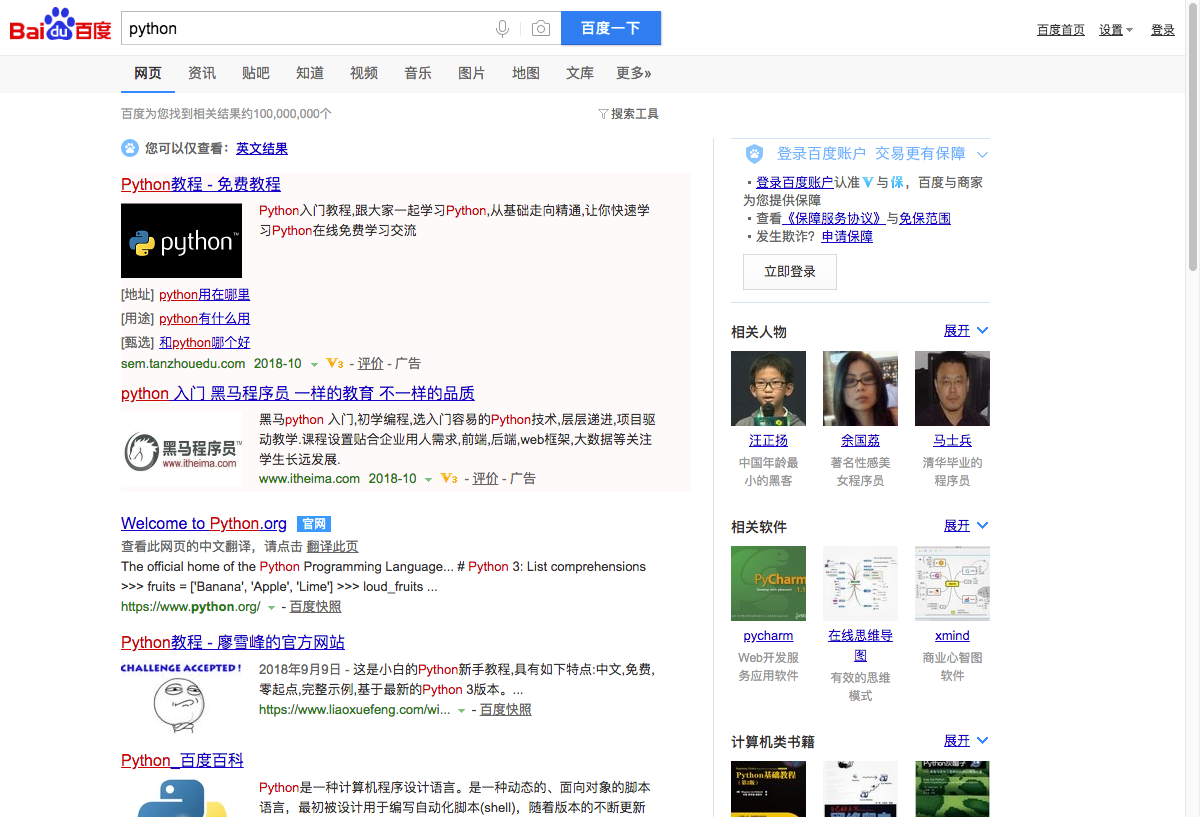 Bai du 百度
python
百度一下
百度首页 设置 登录
网页 资讯 贴吧 知道 视频 音乐 图片 地图 文库 更多»
百度为您找到相关结果约100,000,000个
搜索工具
您可以仅查看：英文结果
Python教程 - 免费教程
python™
Python入门教程,跟大家一起学习Python,从基础走向精通,让你快速学
习Python在线免费学习交流
[地址] python用在哪里
[用途] python有什么用
[甄选] 和python哪个好
sem.tanzhouedu.com 2018-10 V3 - 评价 - 广告
python 入门 黑马程序员 一样的教育 不一样的品质
黑马程序员™
www.itheima.com
黑马python 入门,初学编程,选入门容易的Python技术,层层递进,项目驱
动教学.课程设置贴合企业用人需求,前端,后端,web框架,大数据等关注
学生长远发展.
www.itheima.com 2018-10 V3 - 评价 - 广告
Welcome to Python.org 官网
查看此网页的中文翻译，请点击 翻译此页
The official home of the Python Programming Language... # Python 3: List comprehensions
>>> fruits = ['Banana', 'Apple', 'Lime'] >>> loud_fruits ...
https://www.python.org/ - 百度快照
Python教程 - 廖雪峰的官方网站
CHALLENGE ACCEPTED!
2018年9月9日 - 这是小白的Python新手教程,具有如下特点:中文,免费,
零起点,完整示例,基于最新的Python 3版本。...
https://www.liaoxuefeng.com/wi... - 百度快照
Python_百度百科
Python是一种计算机程序设计语言。是一种动态的、面向对象的脚本
语言，最初被设计用于编写自动化脚本(shell)，随着版本的不断更新
登录百度账户 交易更有保障
· 登录百度账户认准V与保，百度与商家
为您提供保障
· 查看《保障服务协议》与免保范围
· 发生欺诈？申请保障
立即登录
相关人物 展开
汪正扬 余国荔 马士兵
中国年龄最 著名性感美 清华毕业的
小的黑客 女程序员 程序员
相关软件 展开
PyCharm
pycharm 在线思维导 xmind
图
Web开发服 有效的思维 商业心智图
务应用软件 模式 软件
计算机类书籍 展开
Python基础教程